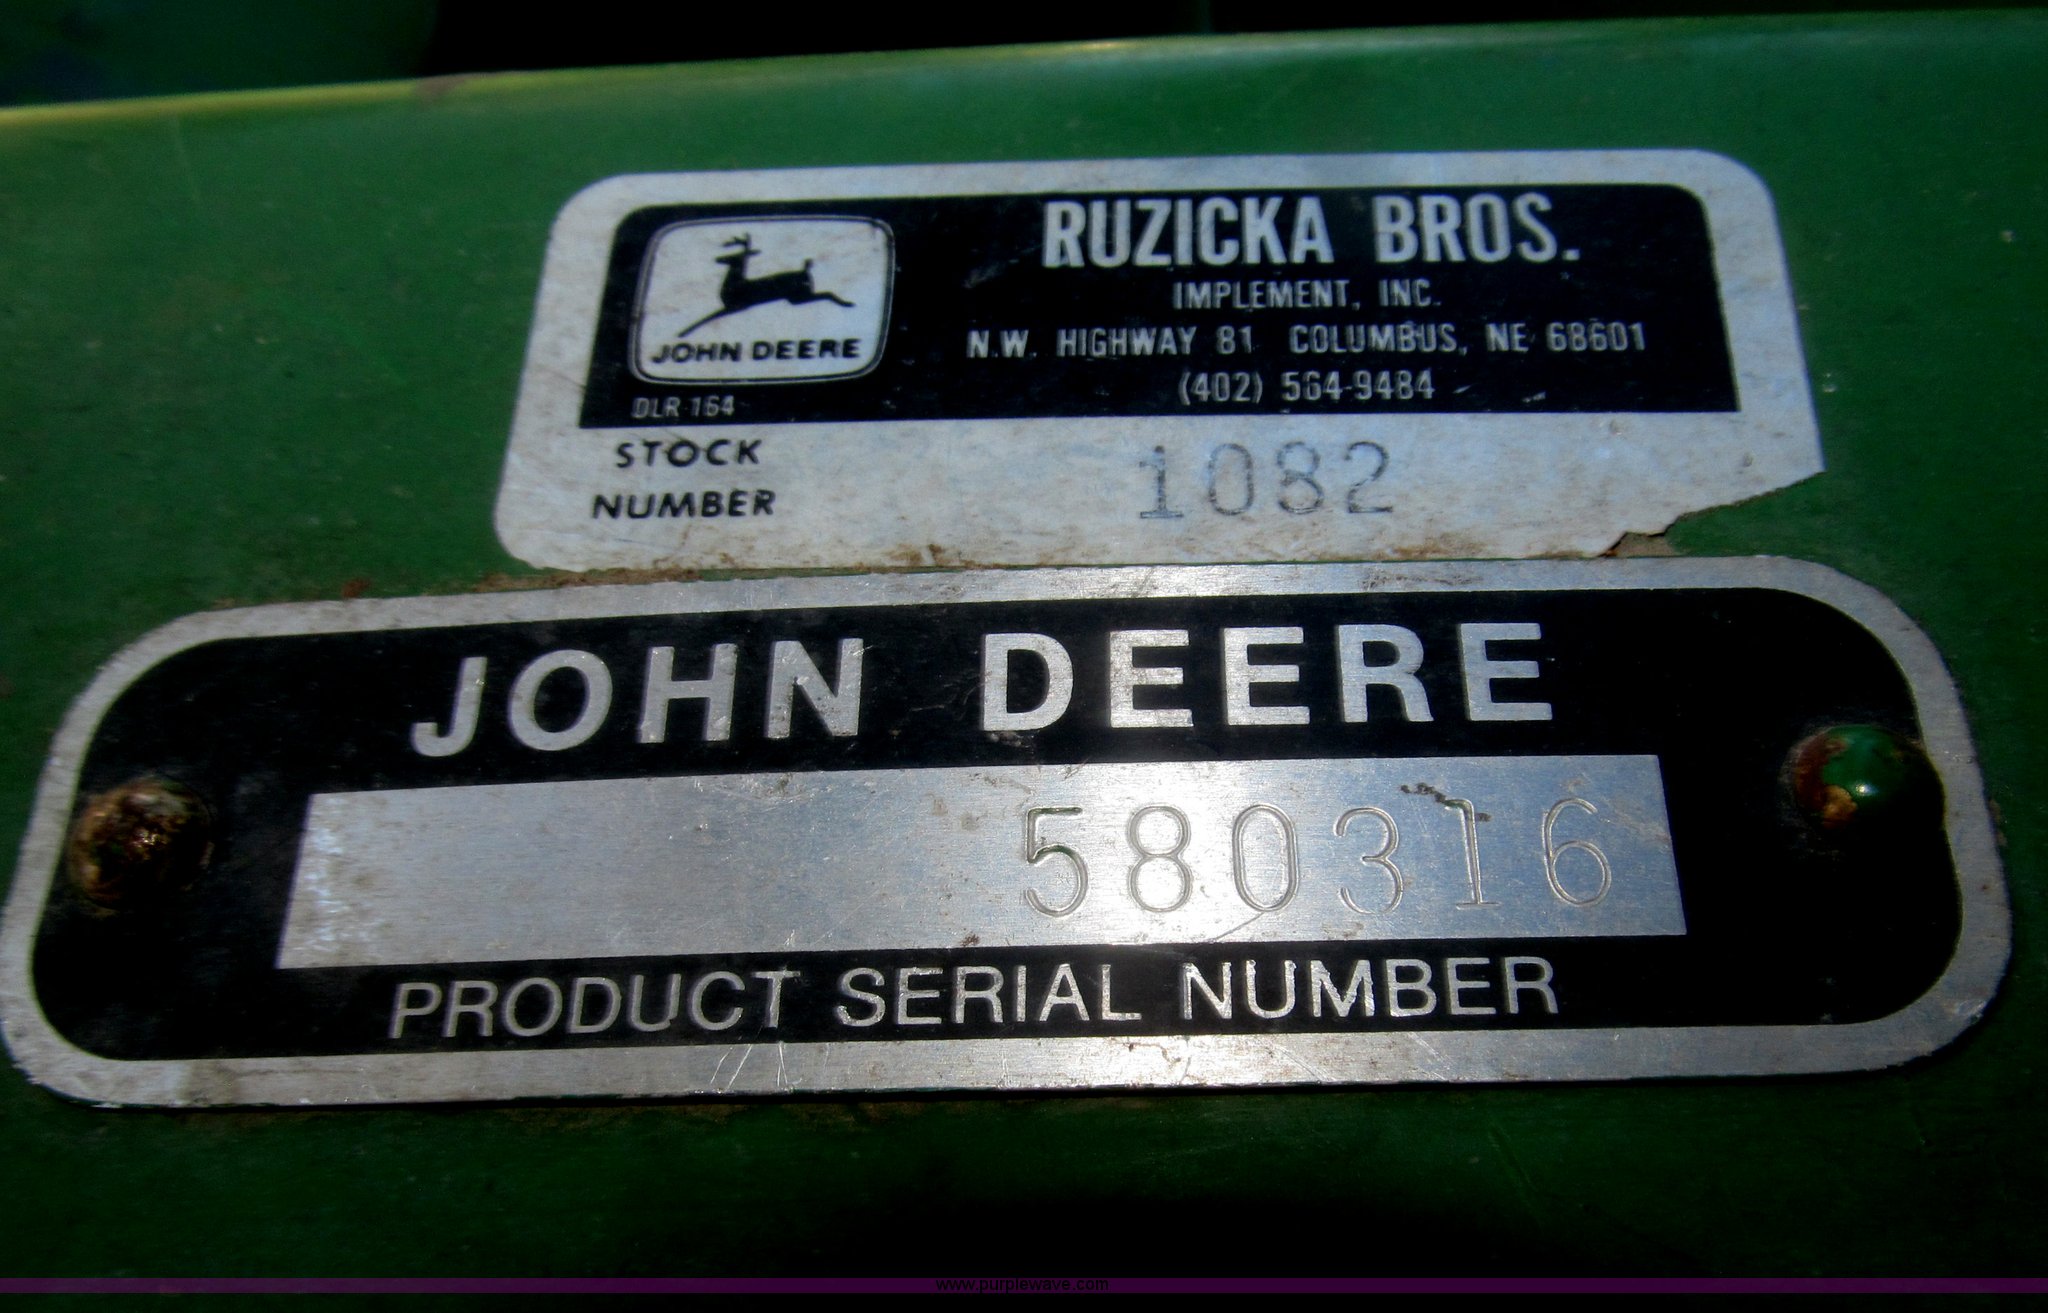 RUZICKA BROS.
IMPLEMENT, INC.
N.W. HIGHWAY 81 COLUMBUS, NE 68601
(402) 564-9484
JOHN DEERE
DLR 164
STOCK
NUMBER
1082
JOHN DEERE
580316
PRODUCT SERIAL NUMBER
www.purplewave.com